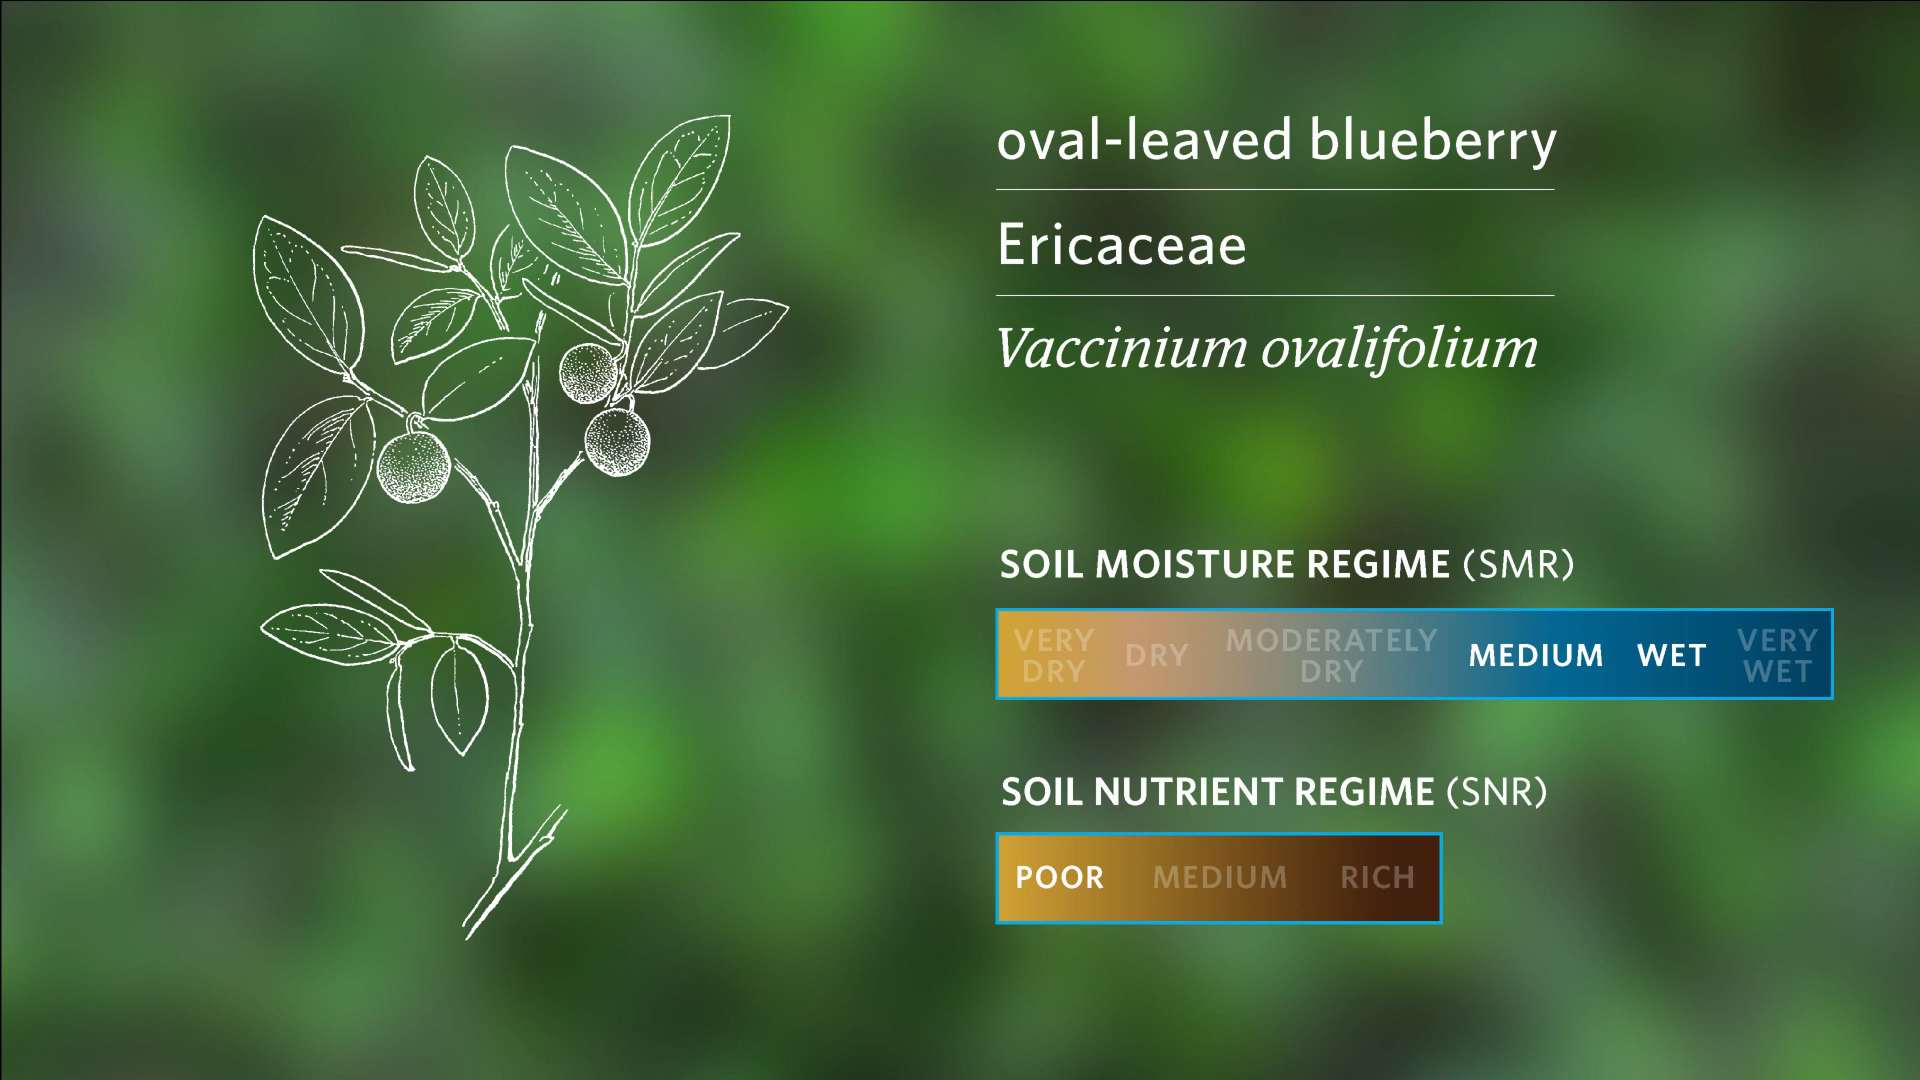 oval-leaved blueberry
Ericaceae
Vaccinium ovalifolium
SOIL MOISTURE REGIME (SMR)
VERY DRY DRY MODERATELY DRY MEDIUM WET VERY WET
SOIL NUTRIENT REGIME (SNR)
POOR MEDIUM RICH